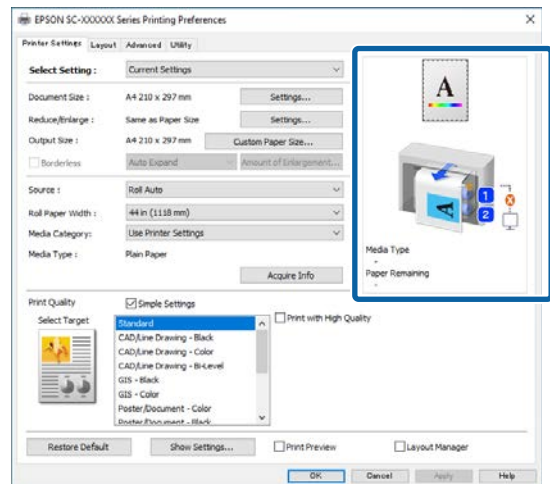 EPSON SC-XXXXXX Series Printing Preferences
Printer Settings Layout Advanced Utility
Select Setting : Current Settings
Document Size : A4 210 x 297 mm Settings...
Reduce/Enlarge : Same as Paper Size Settings...
Output Size : A4 210 x 297 mm Custom Paper Size...
Borderless Auto Expand Amount of Enlargement...
Source : Roll Auto
Roll Paper Width : 44 in (1118 mm)
Media Category: Use Printer Settings
Media Type : Plain Paper
Acquire Info
Print Quality Simple Settings
Select Target
Standard
CAD/Line Drawing - Black
CAD/Line Drawing - Color
CAD/Line Drawing - Bi-Level
GIS - Black
GIS - Color
Poster/Document - Color
Poster/Document - Black
Print with High Quality
A
A
1
2
Media Type
-
Paper Remaining
-
Restore Default Show Settings... Print Preview Layout Manager
OK Cancel Apply Help